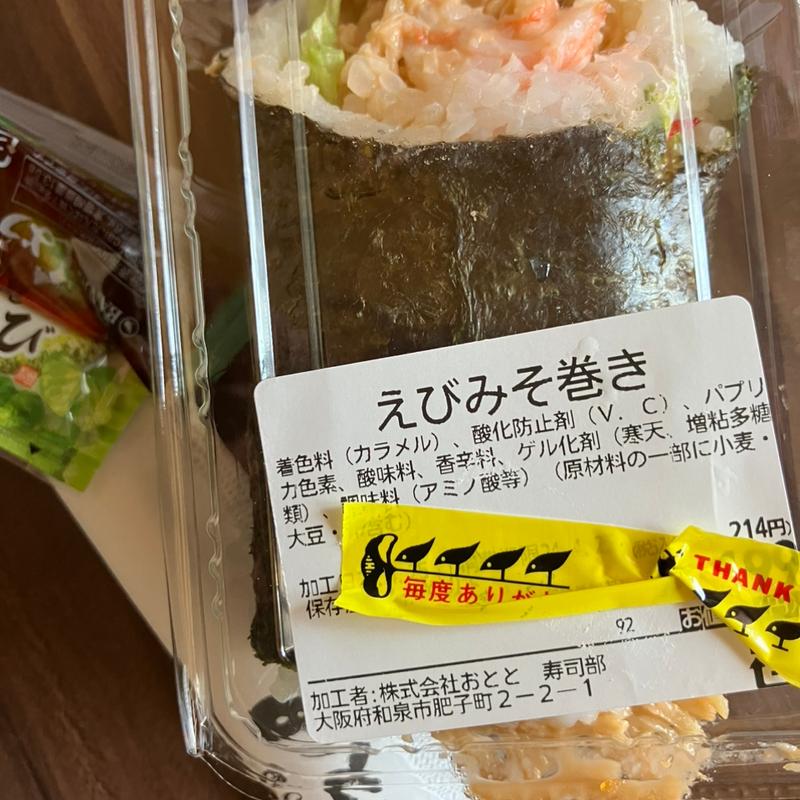 えびみそ巻き
着色料（カラメル）、酸化防止剤（V．C）、パプリ
カ色素、酸味料、香辛料、ゲル化剤（寒天、増粘多糖
類）、調味料（アミノ酸等）（原材料の一部に小麦・
大豆・
214円)
加工
保存
毎度ありが
THANK
92
加工者:株式会社おとと 寿司部
大阪府和泉市肥子町2－2－1
び